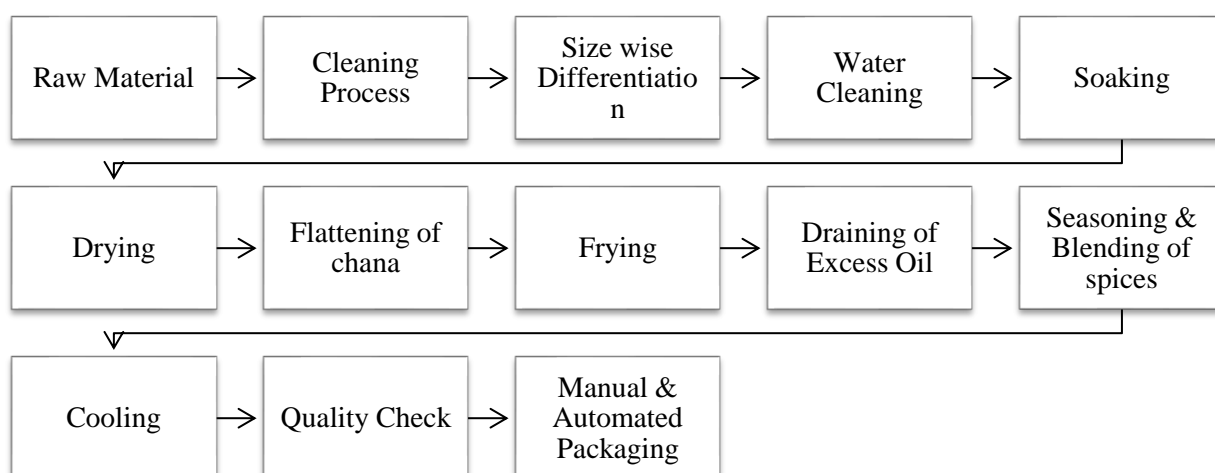 Raw Material
Cleaning
Process
Size wise
Differentiatio
n
Water
Cleaning
Soaking
Drying
Flattening of
chana
Frying
Draining of
Excess Oil
Seasoning &
Blending of
spices
Cooling
Quality Check
Manual &
Automated
Packaging